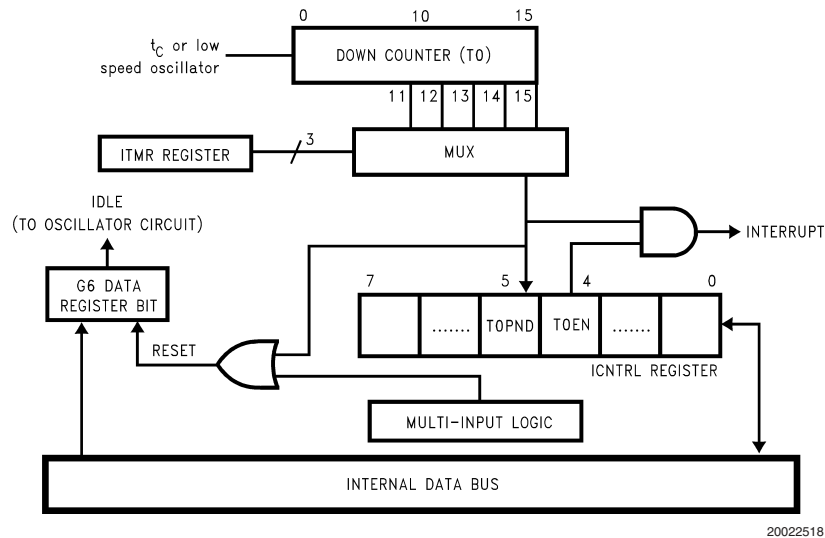 0 10 15
t_C or low
speed oscillator
DOWN COUNTER (T0)
11 12 13 14 15
ITMR REGISTER
3
MUX
IDLE
(TO OSCILLATOR CIRCUIT)
INTERRUPT
G6 DATA
REGISTER BIT
7 5 4 0
....... T0PND T0EN .......
RESET
ICNTRL REGISTER
MULTI-INPUT LOGIC
INTERNAL DATA BUS
20022518